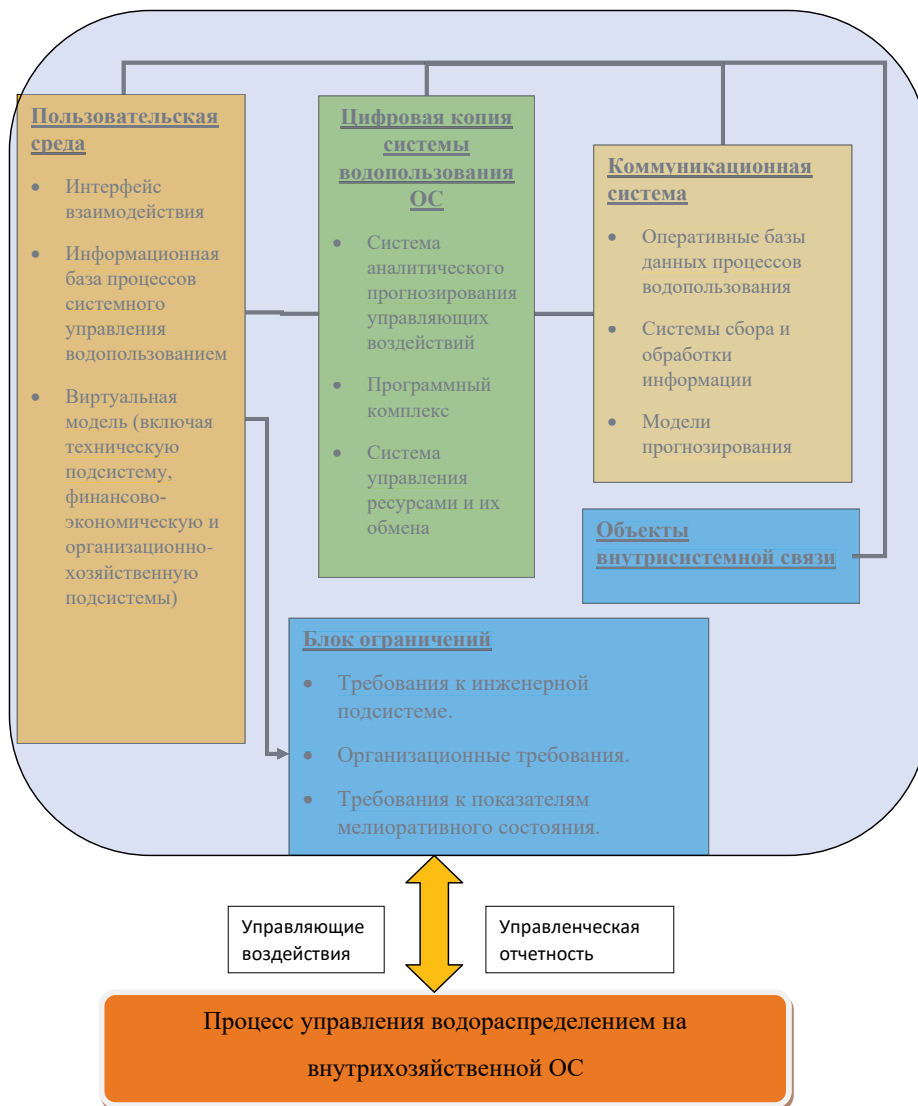 Пользовательская
среда
• Интерфейс
взаимодействия
• Информационная
база процессов
системного
управления
водопользованием
• Виртуальная
модель (включая
техническую
подсистему,
финансово-
экономическую и
организационно-
хозяйственную
подсистемы)
Цифровая копия
системы
водопользования
ОС
• Система
аналитического
прогнозирования
управляющих
воздействий
• Программный
комплекс
• Система
управления
ресурсами и их
обмена
Коммуникационная
система
• Оперативные базы
данных процессов
водопользования
• Системы сбора и
обработки
информации
• Модели
прогнозирования
Объекты
внутрисистемной связи
Блок ограничений
• Требования к инженерной
подсистеме.
• Организационные требования.
• Требования к показателям
мелиоративного состояния.
Управляющие
воздействия
Управленческая
отчетность
Процесс управления водораспределением на
внутрихозяйственной ОС